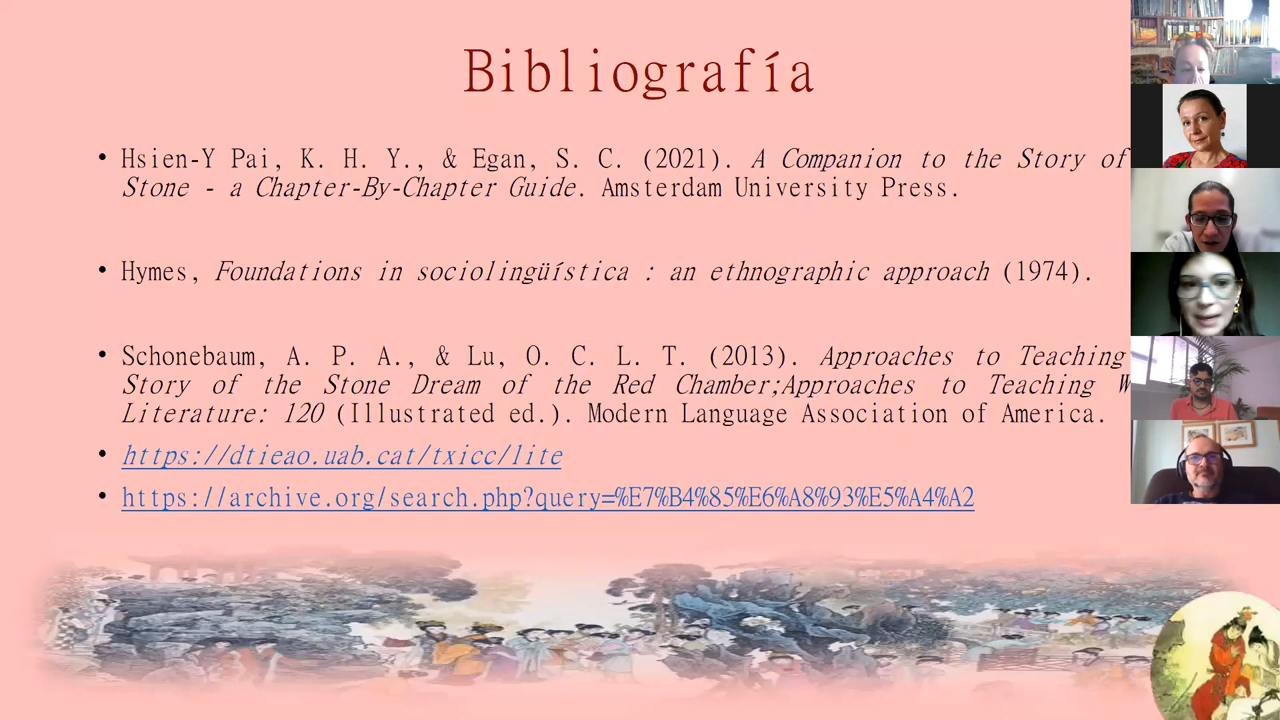 Bibliografía
• Hsien-Y Pai, K. H. Y., & Egan, S. C. (2021). A Companion to the Story of
Stone - a Chapter-By-Chapter Guide. Amsterdam University Press.
• Hymes, Foundations in sociolingüística : an ethnographic approach (1974).
• Schonebaum, A. P. A., & Lu, O. C. L. T. (2013). Approaches to Teaching
Story of the Stone Dream of the Red Chamber;Approaches to Teaching
Literature: 120 (Illustrated ed.). Modern Language Association of America.
• https://dtieao.uab.cat/txicc/lite
• https://archive.org/search.php?query=%E7%B4%85%E6%A8%93%E5%A4%A2